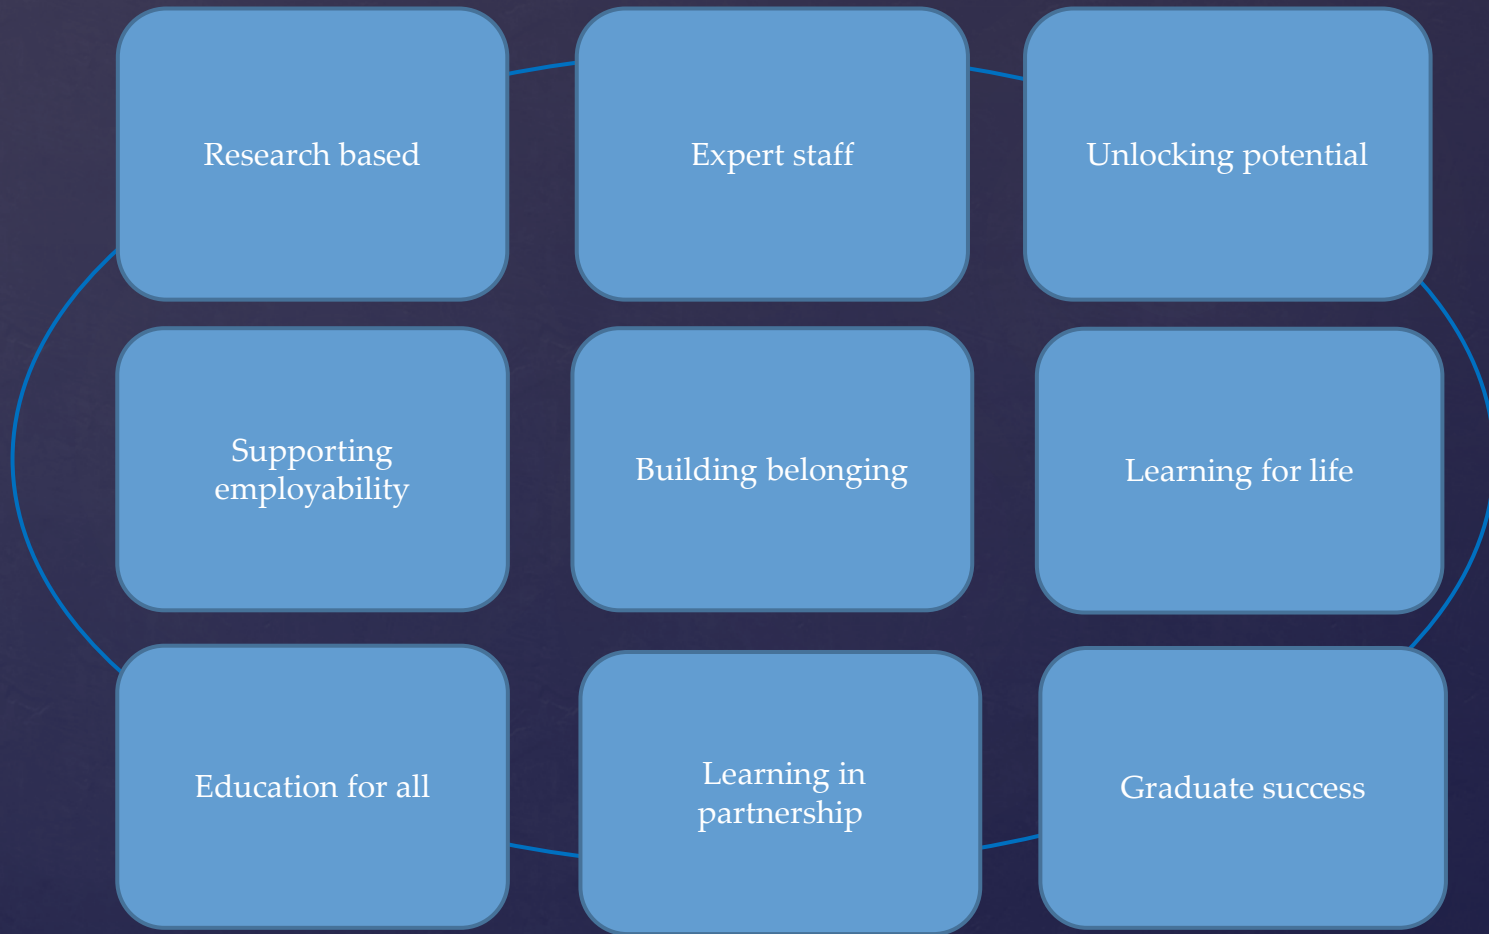 Research based
Expert staff
Unlocking potential
Supporting
employability
Building belonging
Learning for life
Education for all
Learning in
partnership
Graduate success